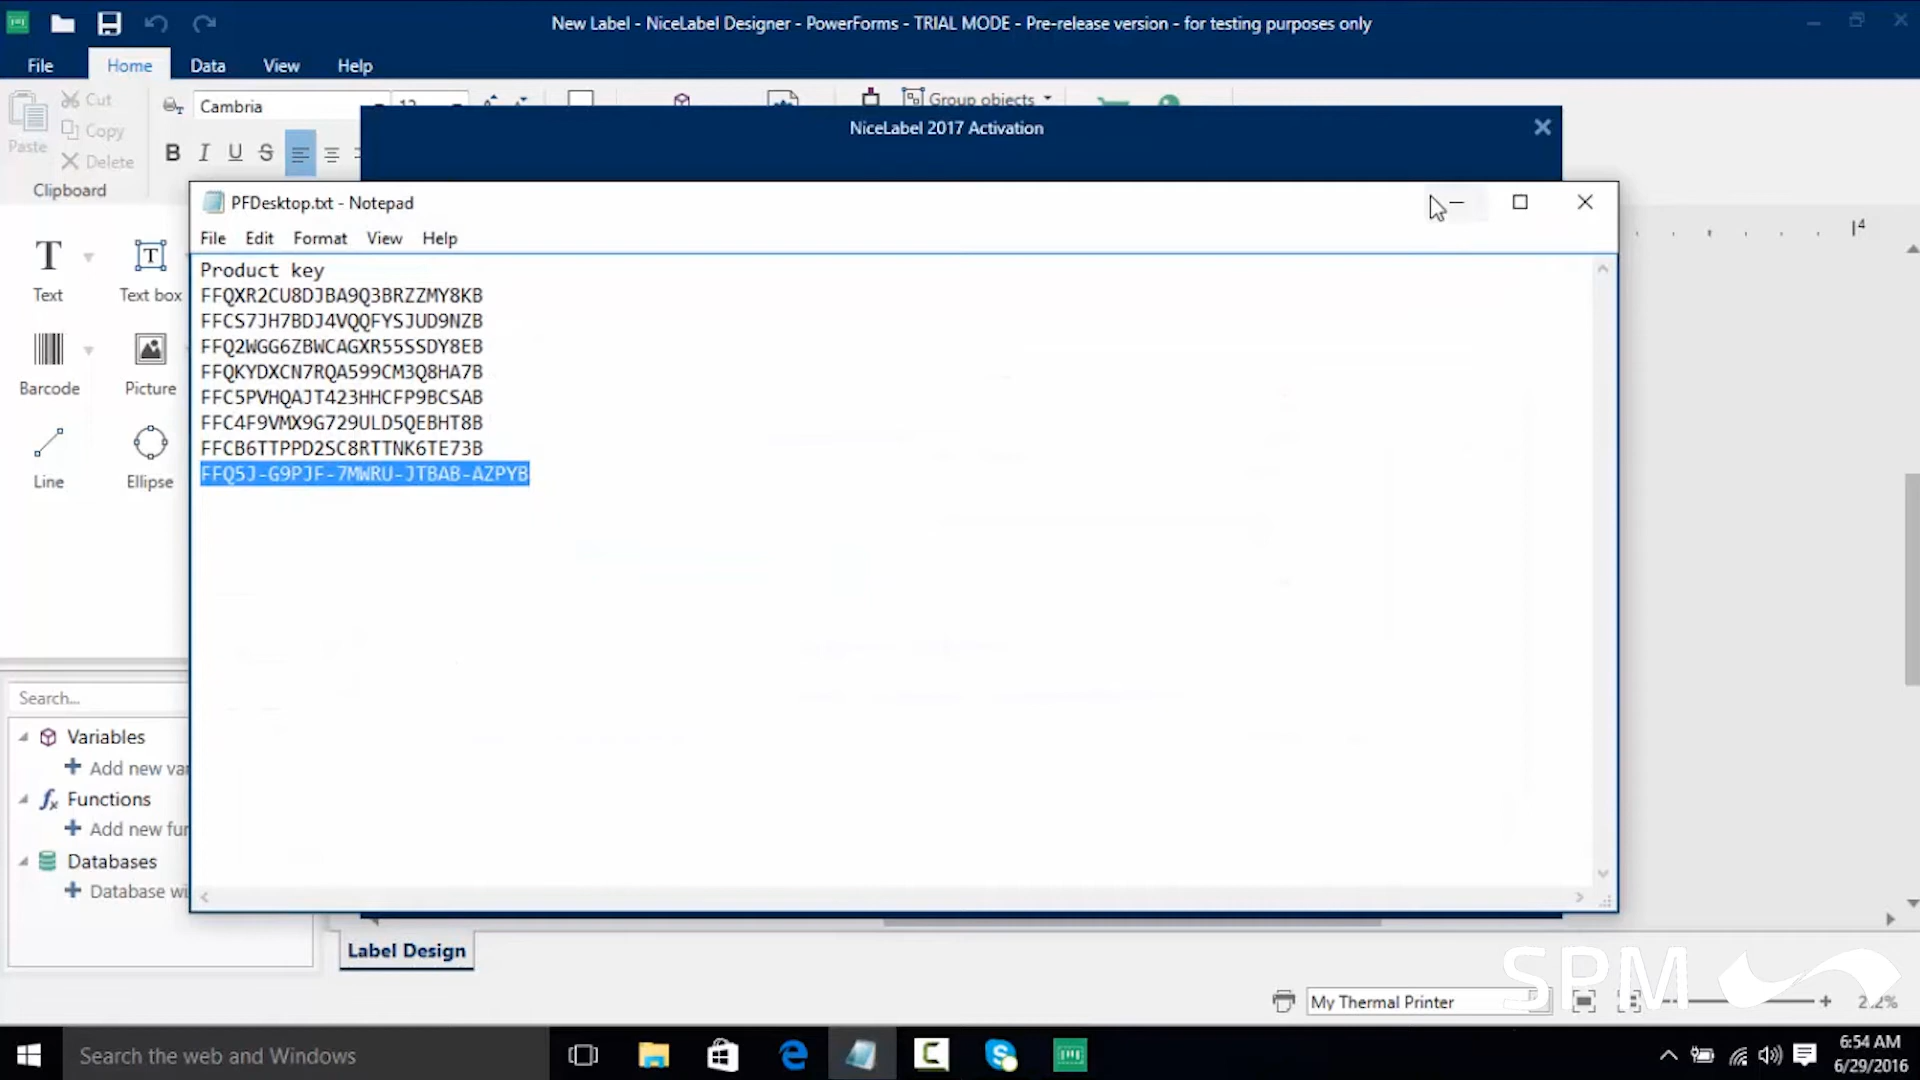 New Label - NiceLabel Designer - PowerForms - TRIAL MODE - Pre-release version - for testing purposes only
File Home Data View Help
Cut
Copy
Paste
Delete
Clipboard
Cambria
12
B I U S
Group objects
NiceLabel 2017 Activation
PFDesktop.txt - Notepad
File Edit Format View Help
Product key
FFQXR2CU8DJBA9Q3BRZZMY8KB
FFCS7JH7BDJ4VQQFYSJUD9NZB
FFQ2WGG6ZBWCAGXR55SSDY8EB
FFQKYDXCN7RQA599CM3Q8HA7B
FFC5PVHQAJT423HHCFP9BCSAB
FFC4F9VMX9G729ULD5QEBHT8B
FFCB6TTPPD2SC8RTTNK6TE73B
FFQ5J-G9PJF-7MWRU-JTBAB-AZPYB
4
Text
Text box
Barcode
Picture
Line
Ellipse
Search...
Variables
Add new va
Functions
Add new fu
Databases
Database wi
Label Design
SPM
My Thermal Printer
2.2%
Search the web and Windows
6:54 AM
6/29/2016